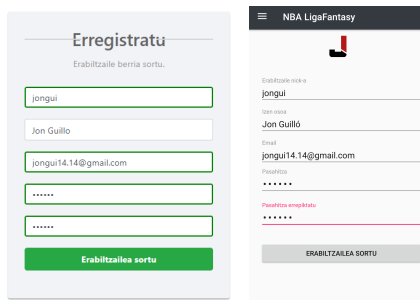 Erregistratu
Erabiltzaile berria sortu.
jongui
Jon Guillo
jongui14.14@gmail.com
••••••
••••••
Erabiltzailea sortu
NBA LigaFantasy
Erabiltzaile nick-a
jongui
Izen osoa
Jon Guilló
Email
jongui14.14@gmail.com
Pasahitza
••••••
Pasahitza errepikatu
••••••
ERABILTZAILEA SORTU